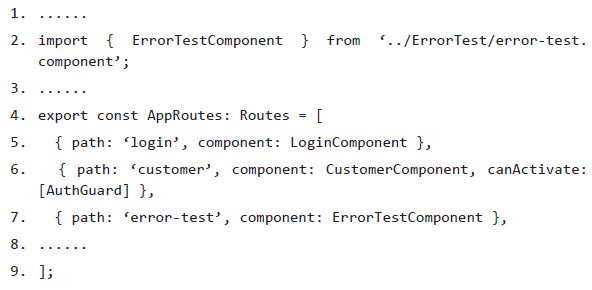 1. ......
2. import { ErrorTestComponent } from ‘../ErrorTest/error-test.
component’;
3. ......
4. export const AppRoutes: Routes = [
5. { path: ‘login’, component: LoginComponent },
6. { path: ‘customer’, component: CustomerComponent, canActivate:
[AuthGuard] },
7. { path: ‘error-test’, component: ErrorTestComponent },
8. ......
9. ];